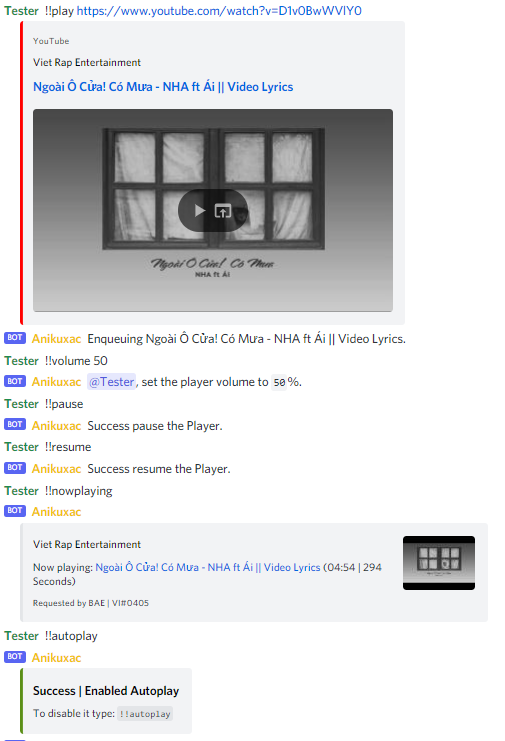 Tester !!play https://www.youtube.com/watch?v=D1v0BwWVlY0
YouTube
Viet Rap Entertainment
Ngoài Ô Cửa! Có Mưa - NHA ft Ái || Video Lyrics
Ngoài Ô Cửa! Có Mưa
NHA ft Ái
BOT Anikuxac Enqueuing Ngoài Ô Cửa! Có Mưa - NHA ft Ái || Video Lyrics.
Tester !!volume 50
BOT Anikuxac @Tester, set the player volume to 50%.
Tester !!pause
BOT Anikuxac Success pause the Player.
Tester !!resume
BOT Anikuxac Success resume the Player.
Tester !!nowplaying
BOT Anikuxac
Viet Rap Entertainment
Now playing: Ngoài Ô Cửa! Có Mưa - NHA ft Ái || Video Lyrics (04:54 | 294
Seconds)
Requested by BAE | VI#0405
Tester !!autoplay
BOT Anikuxac
Success | Enabled Autoplay
To disable it type: !!autoplay